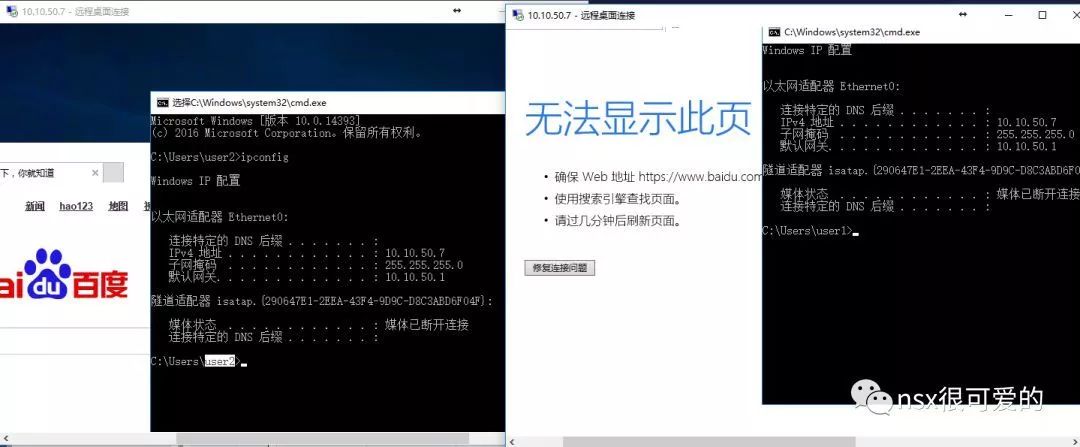 10.10.50.7 - 远程桌面连接
选择C:\Windows\system32\cmd.exe
Microsoft Windows [版本 10.0.14393]
(c) 2016 Microsoft Corporation。保留所有权利。
C:\Users\user2>ipconfig
Windows IP 配置
以太网适配器 Ethernet0:
连接特定的 DNS 后缀 . . . . . . . :
IPv4 地址 . . . . . . . . . . . . : 10.10.50.7
子网掩码 . . . . . . . . . . . . : 255.255.255.0
默认网关. . . . . . . . . . . . . : 10.10.50.1
隧道适配器 isatap.{290647E1-2EEA-43F4-9D9C-D8C3ABD6F04F}:
媒体状态 . . . . . . . . . . . . : 媒体已断开连接
连接特定的 DNS 后缀 . . . . . . . :
C:\Users\user2>
下，你就知道
新闻 hao123 地图
Bai du 百度
10.10.50.7 - 远程桌面连接
无法显示此页
• 确保 Web 地址 https://www.baidu.com
• 使用搜索引擎查找页面。
• 请过几分钟后刷新页面。
修复连接问题
C:\Windows\system32\cmd.exe
Windows IP 配置
以太网适配器 Ethernet0:
连接特定的 DNS 后缀 . . . . . . . :
IPv4 地址 . . . . . . . . . . . . : 10.10.50.7
子网掩码 . . . . . . . . . . . . : 255.255.255.0
默认网关. . . . . . . . . . . . . : 10.10.50.1
隧道适配器 isatap.{290647E1-2EEA-43F4-9D9C-D8C3ABD6F0
媒体状态 . . . . . . . . . . . . : 媒体已断开连接
连接特定的 DNS 后缀 . . . . . . . :
C:\Users\user1>
nsx很可爱的